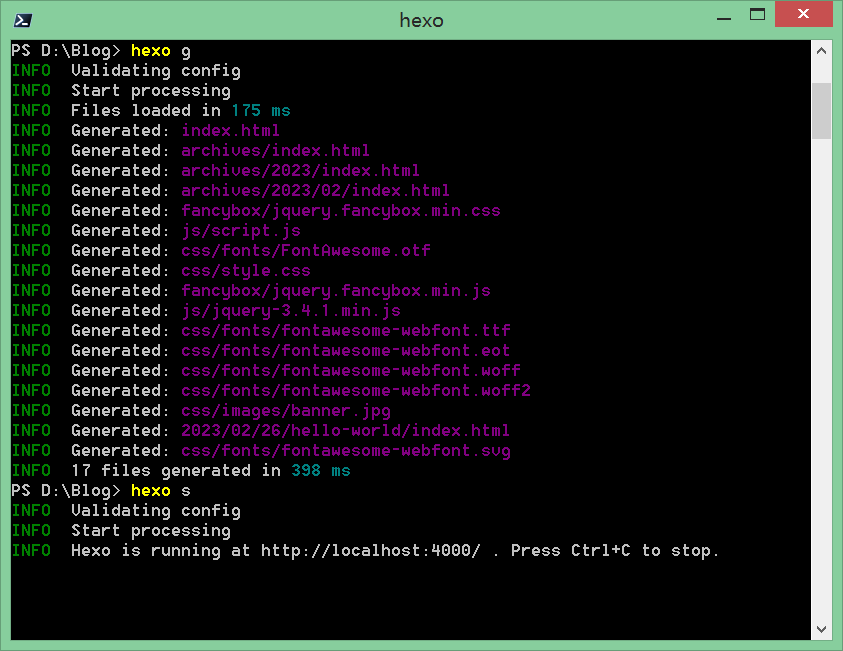 hexo
PS D:\Blog> hexo g
INFO  Validating config
INFO  Start processing
INFO  Files loaded in 175 ms
INFO  Generated: index.html
INFO  Generated: archives/index.html
INFO  Generated: archives/2023/index.html
INFO  Generated: archives/2023/02/index.html
INFO  Generated: fancybox/jquery.fancybox.min.css
INFO  Generated: js/script.js
INFO  Generated: css/fonts/FontAwesome.otf
INFO  Generated: css/style.css
INFO  Generated: fancybox/jquery.fancybox.min.js
INFO  Generated: js/jquery-3.4.1.min.js
INFO  Generated: css/fonts/fontawesome-webfont.ttf
INFO  Generated: css/fonts/fontawesome-webfont.eot
INFO  Generated: css/fonts/fontawesome-webfont.woff
INFO  Generated: css/fonts/fontawesome-webfont.woff2
INFO  Generated: css/images/banner.jpg
INFO  Generated: 2023/02/26/hello-world/index.html
INFO  Generated: css/fonts/fontawesome-webfont.svg
INFO  17 files generated in 398 ms
PS D:\Blog> hexo s
INFO  Validating config
INFO  Start processing
INFO  Hexo is running at http://localhost:4000/ . Press Ctrl+C to stop.